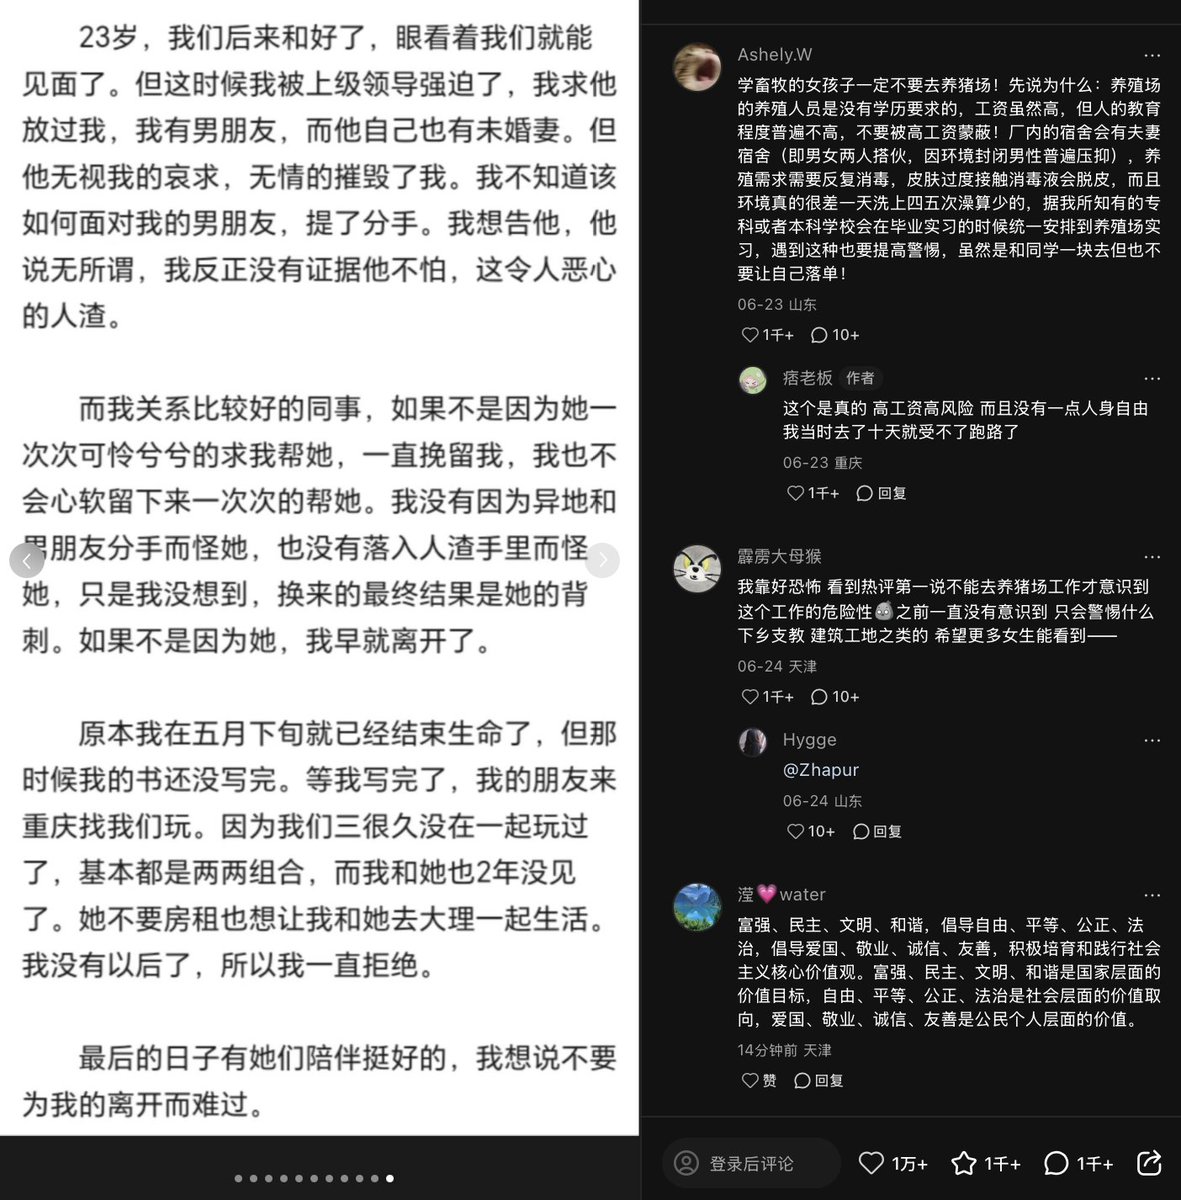 23岁，我们后来和好了，眼看着我们就能
见面了。但这时候我被上级领导强迫了，我求他
放过我，我有男朋友，而他自己也有未婚妻。但
他无视我的哀求，无情的摧毁了我。我不知道该
如何面对我的男朋友，提了分手。我想告他，他
说无所谓，我反正没有证据他不怕，这令人恶心
的人渣。
而我关系比较好的同事，如果不是因为她一
次次可怜兮兮的求我帮她，一直挽留我，我也不
会心软留下来一次次的帮她。我没有因为异地和
男朋友分手而怪她，也没有落入人渣手里而怪
她，只是我没想到，换来的最终结果是她的背
刺。如果不是因为她，我早就离开了。
原本我在五月下旬就已经结束生命了，但那
时候我的书还没写完。等我写完了，我的朋友来
重庆找我们玩。因为我们三很久没在一起玩过
了，基本都是两两组合，而我和她也2年没见
了。她不要房租也想让我和她去大理一起生活。
我没有以后了，所以我一直拒绝。
最后的日子有她们陪伴挺好的，我想说不要
为我的离开而难过。
Ashely.W
学畜牧的女孩子一定不要去养猪场！先说为什么：养殖场
的养殖人员是没有学历要求的，工资虽然高，但人的教育
程度普遍不高，不要被高工资蒙蔽！厂内的宿舍会有夫妻
宿舍（即男女两人搭伙，因环境封闭男性普遍压抑），养
殖需求需要反复消毒，皮肤过度接触消毒液会脱皮，而且
环境真的很差一天洗上四五次澡算少的，据我所知有的专
科或者本科学校会在毕业实习的时候统一安排到养殖场实
习，遇到这种也要提高警惕，虽然是和同学一块去但也不
要让自己落单！
06-23 山东
1千+ 10+
痞老板 作者
这个是真的 高工资高风险 而且没有一点人身自由
我当时去了十天就受不了跑路了
06-23 重庆
1千+ 回复
霹雳大母猴
我靠好恐怖 看到热评第一说不能去养猪场工作才意识到
这个工作的危险性之前一直没有意识到 只会警惕什么
下乡支教 建筑工地之类的 希望更多女生能看到——
06-24 天津
1千+ 10+
Hygge
@Zhapur
06-24 山东
10+ 回复
滢💗water
富强、民主、文明、和谐，倡导自由、平等、公正、法
治，倡导爱国、敬业、诚信、友善，积极培育和践行社会
主义核心价值观。富强、民主、文明、和谐是国家层面的
价值目标，自由、平等、公正、法治是社会层面的价值取
向，爱国、敬业、诚信、友善是公民个人层面的价值。
14分钟前 天津
赞 回复
登录后评论 1万+ 1千+ 1千+